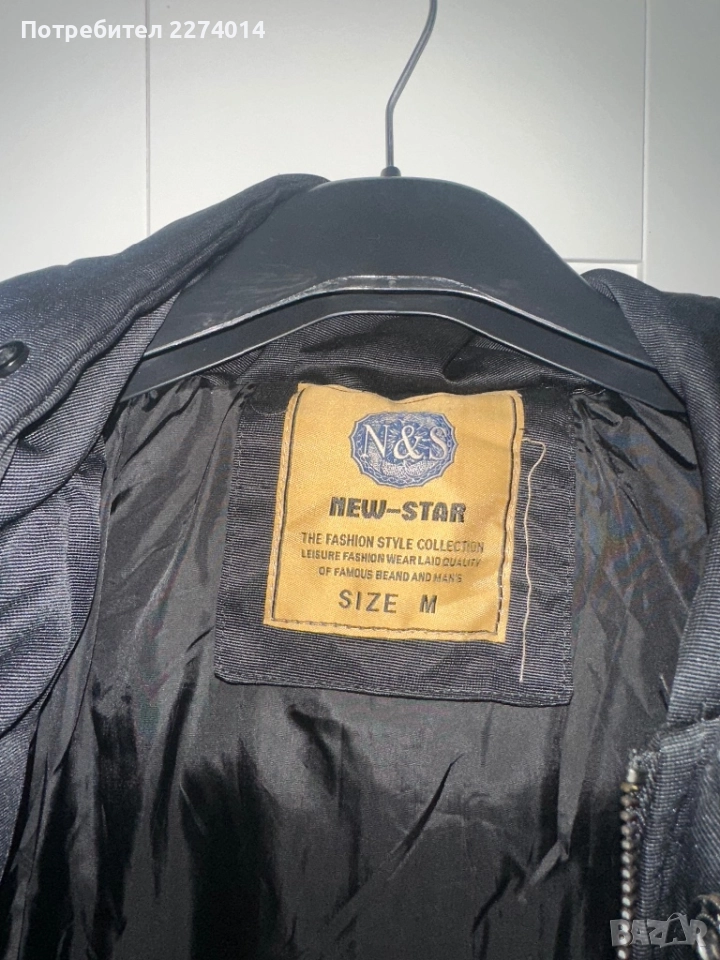 Потребител 2274014
N&S
NEW-STAR
THE FASHION STYLE COLLECTION
LEISURE FASHION WEAR LAID QUALITY
OF FAMOUS BEAND AND MAN'S
SIZE M
BAZAR